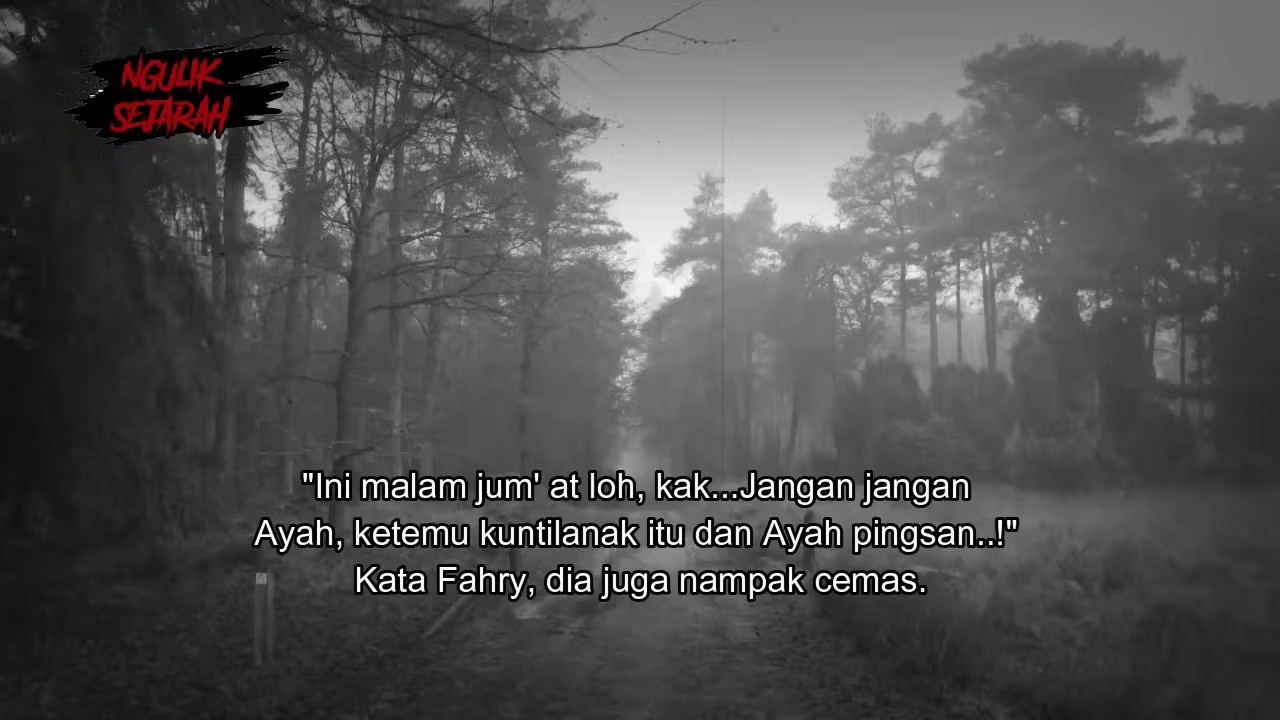 NGULIK
SEJARAH
"Ini malam jum' at loh, kak...Jangan jangan
Ayah, ketemu kuntilanak itu dan Ayah pingsan..!"
Kata Fahry, dia juga nampak cemas.